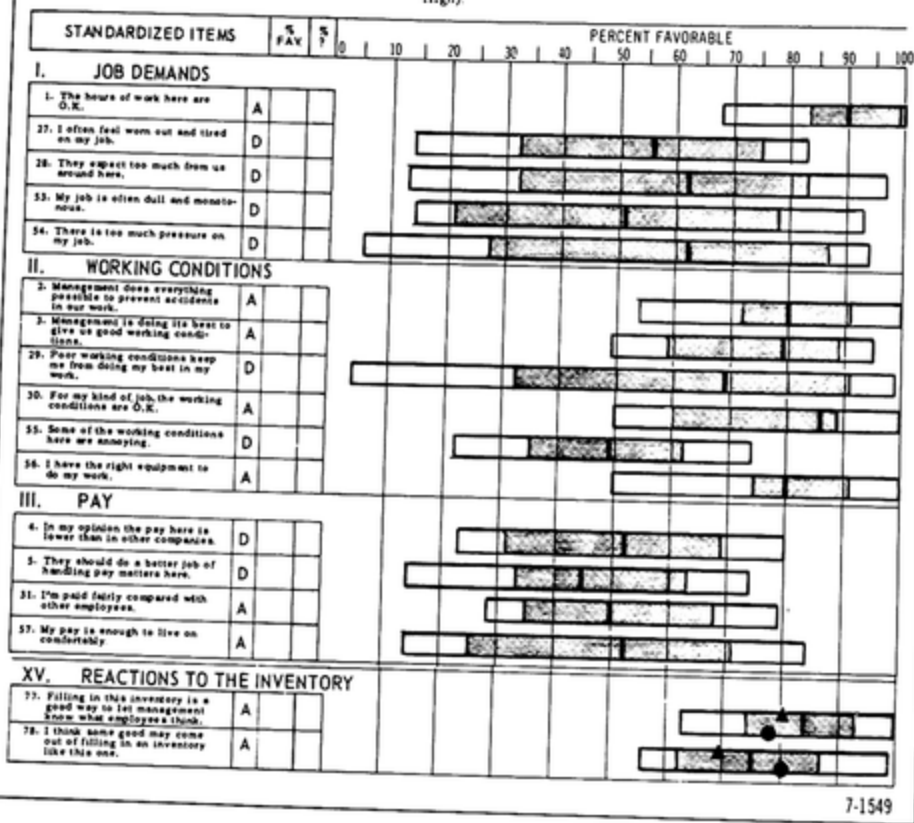 High).
STANDARDIZED ITEMS % FAV. % ? PERCENT FAVORABLE
0 10 20 30 40 50 60 70 80 90 100
I. JOB DEMANDS
1. The hours of work here are
O.K. A
27. I often feel worn out and tired
on my job. D
28. They expect too much from us
around here. D
53. My job is often dull and monoto-
nous. D
54. There is too much pressure on
my job. D
II. WORKING CONDITIONS
2. Management does everything
possible to prevent accidents
in our work. A
3. Management is doing its best to
give us good working condi-
tions. A
29. Poor working conditions keep
me from doing my best in my
work. D
30. For my kind of job, the working
conditions are O.K. A
55. Some of the working conditions
here are annoying. D
56. I have the right equipment to
do my work. A
III. PAY
4. In my opinion the pay here is
lower than in other companies. D
5. They should do a better job of
handling pay matters here. D
31. I'm paid fairly compared with
other employees. A
57. My pay is enough to live on
comfortably. A
XV. REACTIONS TO THE INVENTORY
77. Filling in this inventory is a
good way to let management
know what employees think. A
78. I think some good may come
out of filling in an inventory
like this one. A
7-1549